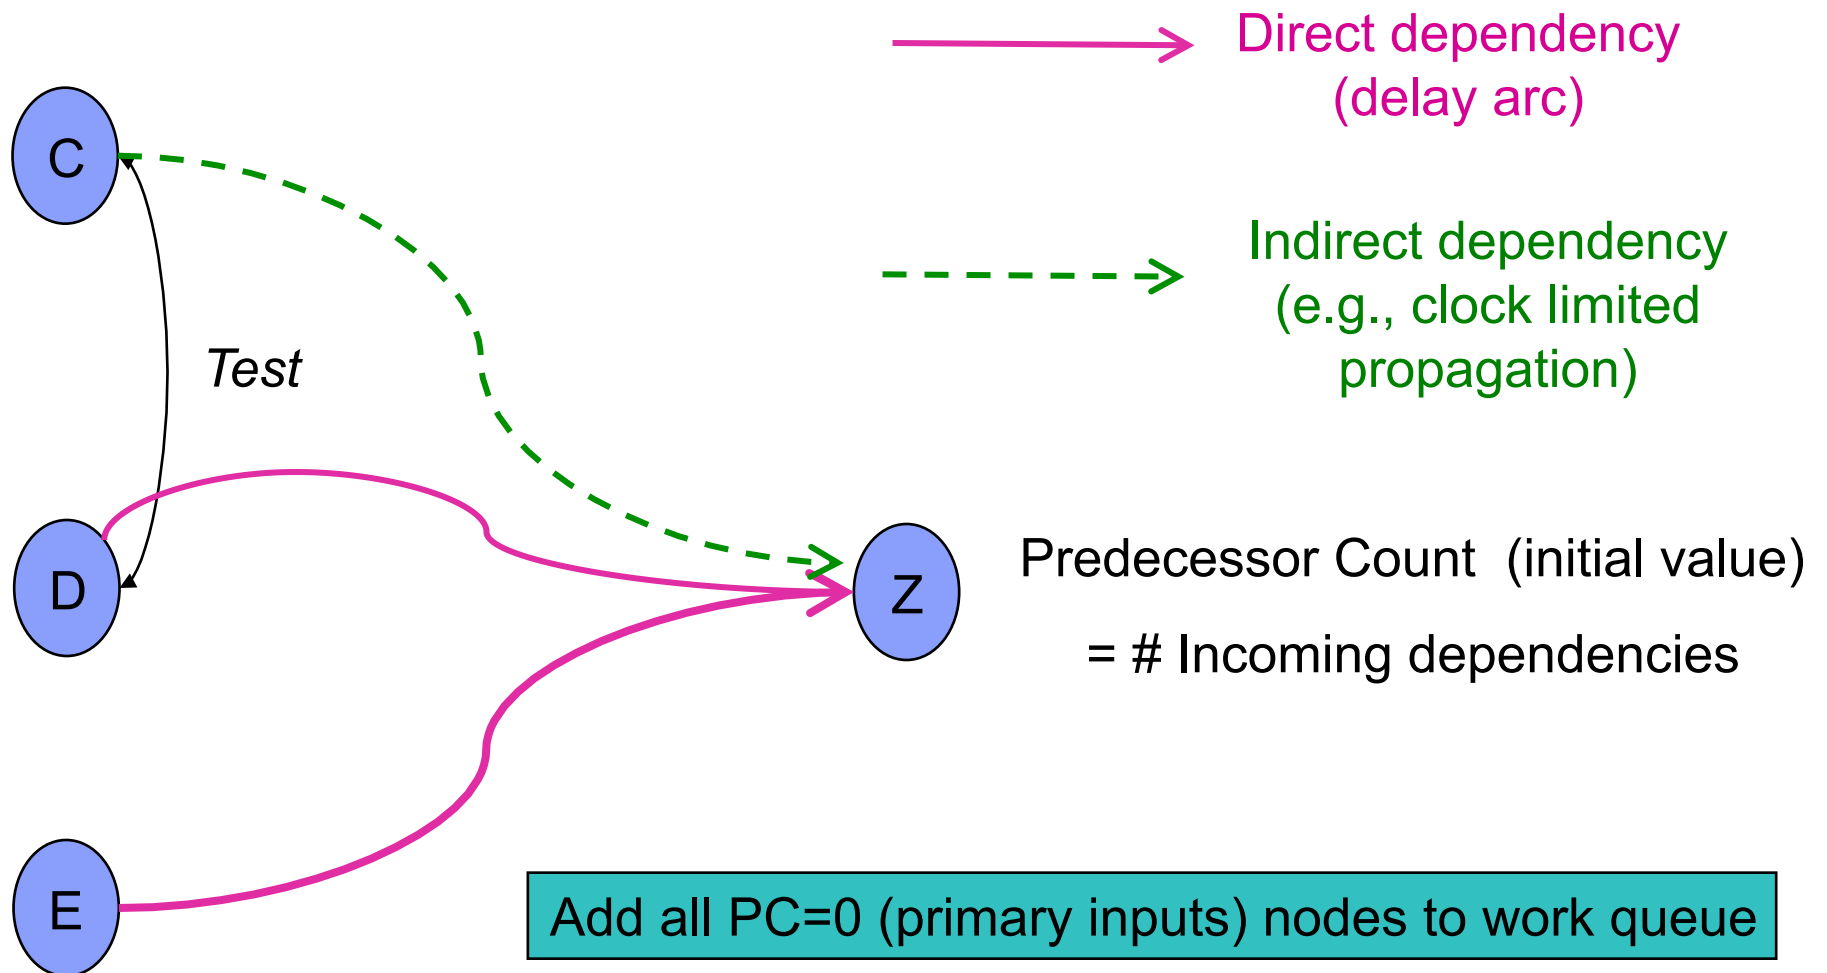 Direct dependency
(delay arc)
C
Indirect dependency
(e.g., clock limited
propagation)
Test
Predecessor Count (initial value)
D
Z
= # Incoming dependencies
E
Add all PC=0 (primary inputs) nodes to work queue